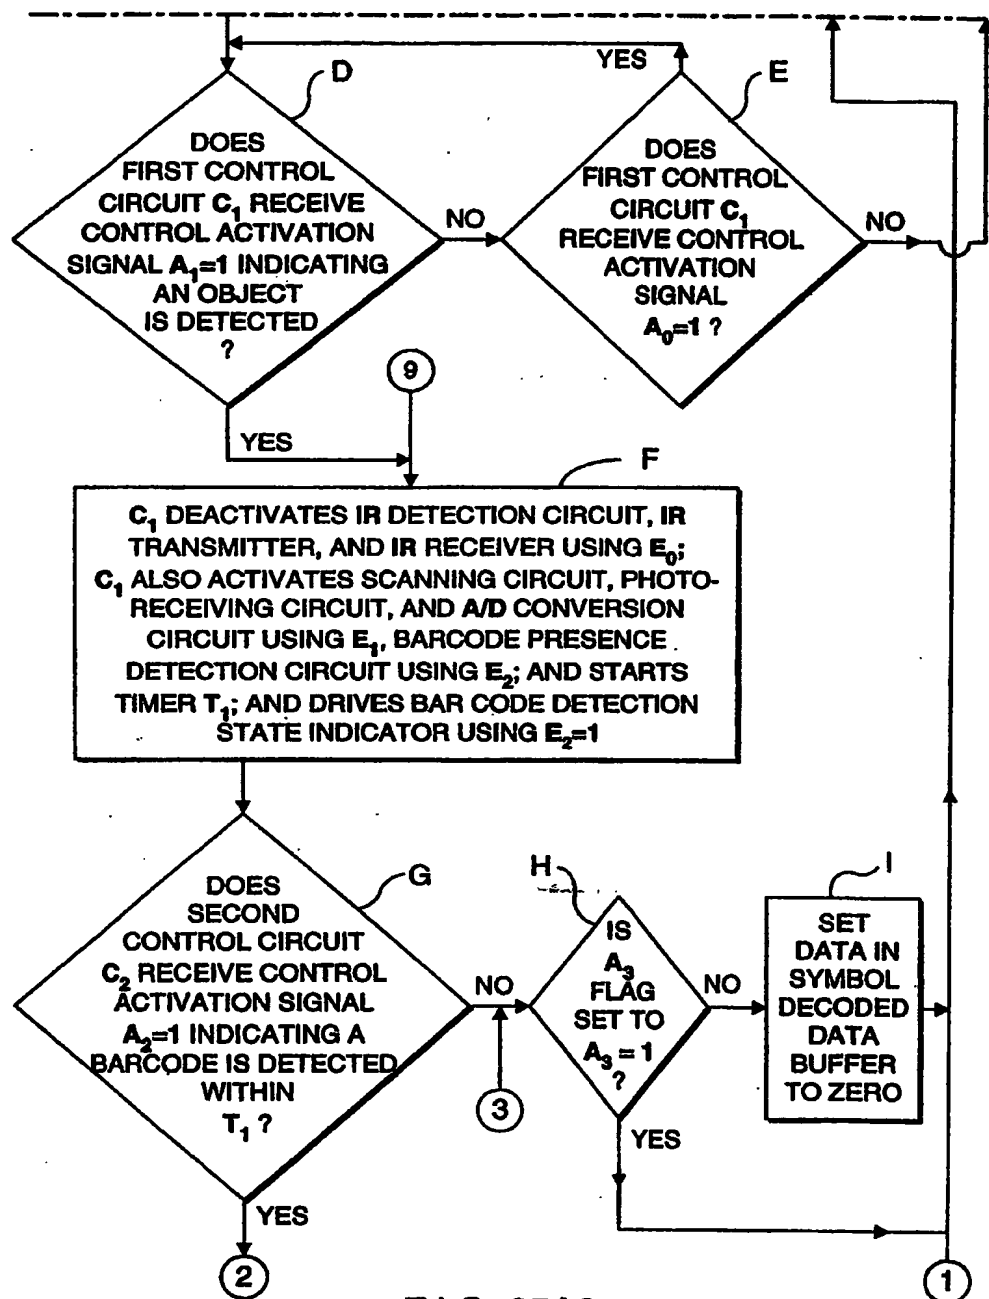 YES
D
DOES
FIRST CONTROL
CIRCUIT C₁ RECEIVE
CONTROL ACTIVATION
SIGNAL A₁=1 INDICATING
AN OBJECT
IS DETECTED
?
NO
E
DOES
FIRST CONTROL
CIRCUIT C₁
RECEIVE CONTROL
ACTIVATION
SIGNAL
A₀=1 ?
NO
YES
9
F
C₁ DEACTIVATES IR DETECTION CIRCUIT, IR
TRANSMITTER, AND IR RECEIVER USING E₀;
C₁ ALSO ACTIVATES SCANNING CIRCUIT, PHOTO-
RECEIVING CIRCUIT, AND A/D CONVERSION
CIRCUIT USING E₁, BARCODE PRESENCE
DETECTION CIRCUIT USING E₂; AND STARTS
TIMER T₁; AND DRIVES BAR CODE DETECTION
STATE INDICATOR USING E₂=1
G
DOES
SECOND
CONTROL CIRCUIT
C₂ RECEIVE CONTROL
ACTIVATION SIGNAL
A₂=1 INDICATING A
BARCODE IS DETECTED
WITHIN
T₁ ?
NO
3
H
IS
A₃
FLAG
SET TO
A₃ = 1
?
NO
I
SET
DATA IN
SYMBOL
DECODED
DATA
BUFFER
TO ZERO
YES
YES
2
1